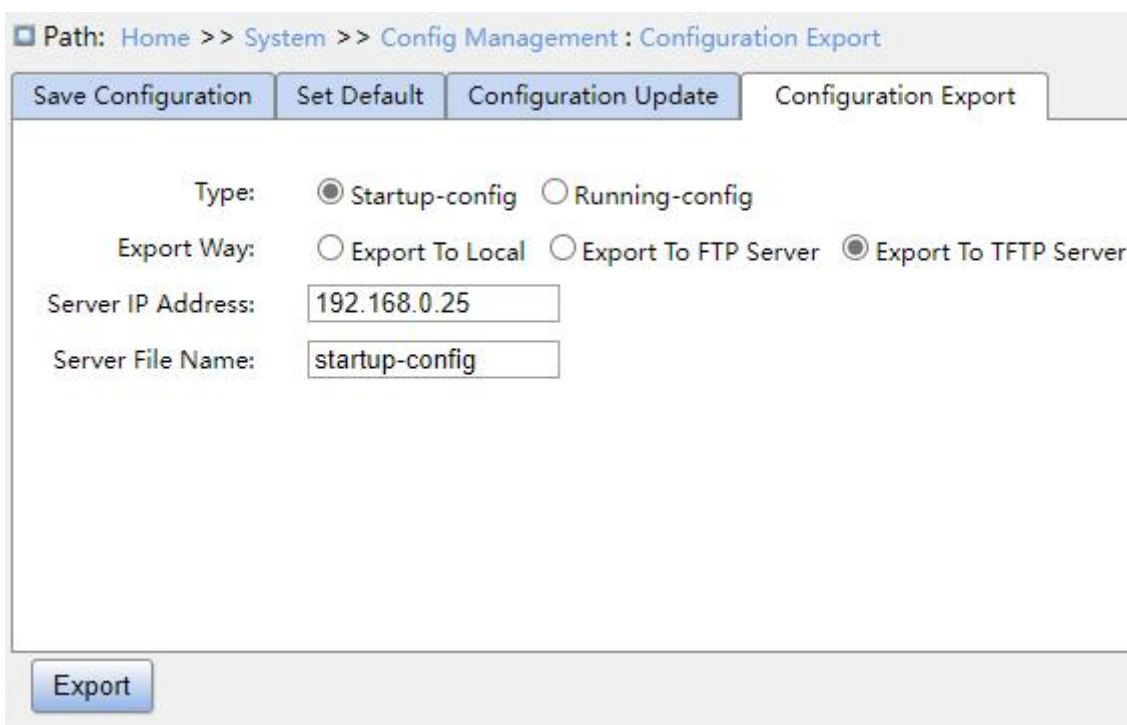 Path: Home >> System >> Config Management : Configuration Export
Save Configuration Set Default Configuration Update Configuration Export
Type: Startup-config Running-config
Export Way: Export To Local Export To FTP Server Export To TFTP Server
Server IP Address: 192.168.0.25
Server File Name: startup-config
Export